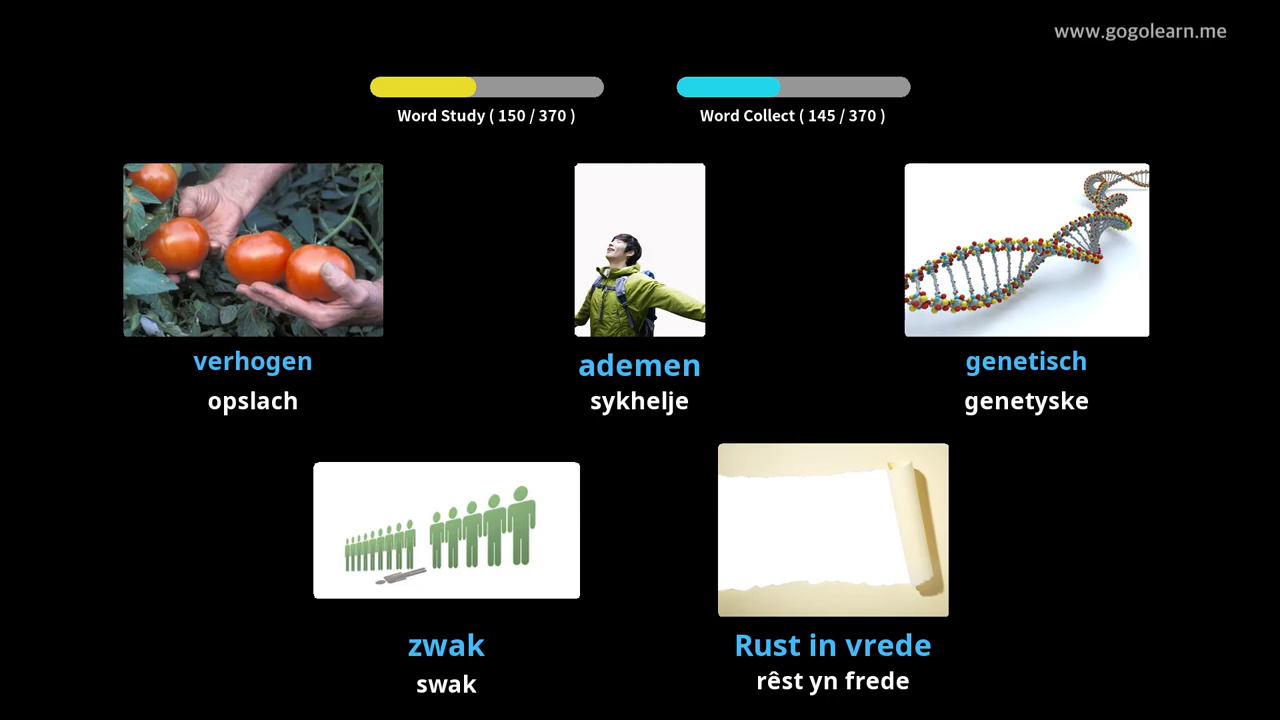 www.gogolearn.me
Word Study ( 150 / 370 )
Word Collect ( 145 / 370 )
verhogen
opslach
ademen
sykhelje
genetisch
genetyske
zwak
swak
Rust in vrede
rêst yn frede